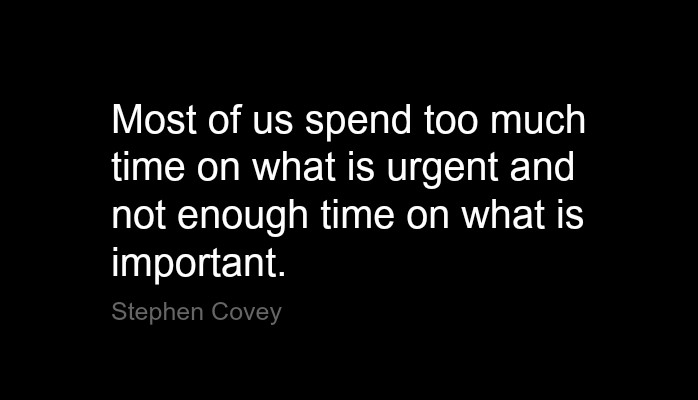 Most of us spend too much
time on what is urgent and
not enough time on what is
important.
Stephen Covey